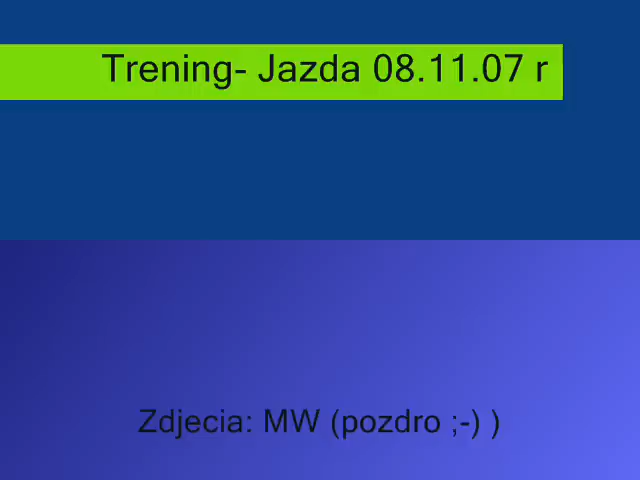 Trening- Jazda 08.11.07 r
Zdjecia: MW (pozdro ;-) )